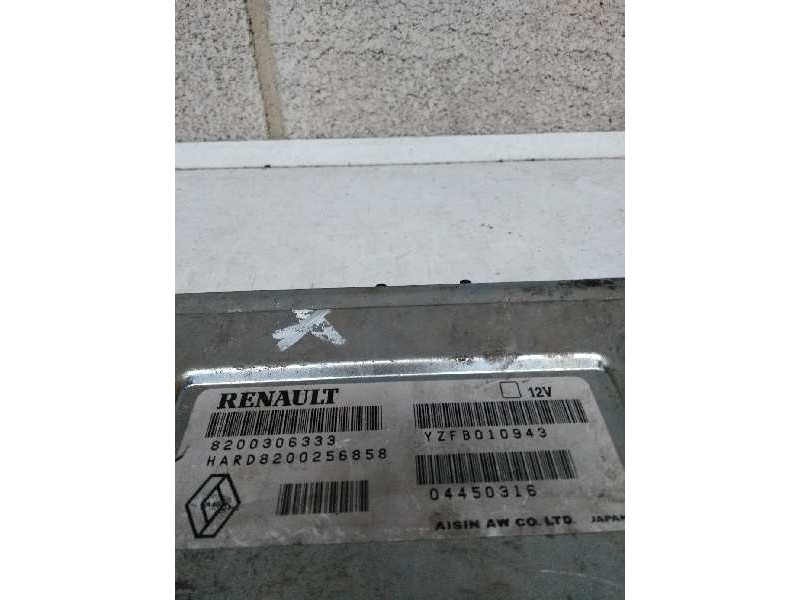 RENAULT
12V
8200306333
YZFB010943
HARD8200256858
04450316
AISIN AW CO. LTD. JAPAN